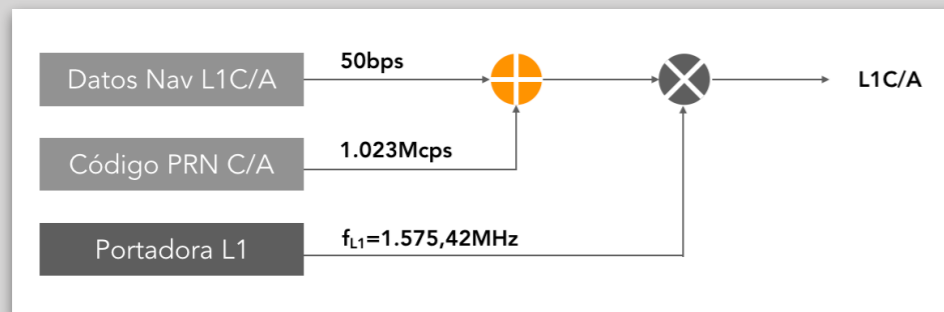 Datos Nav L1C/A
50bps
L1C/A
Código PRN C/A
1.023Mcps
Portadora L1
fL1=1.575,42MHz